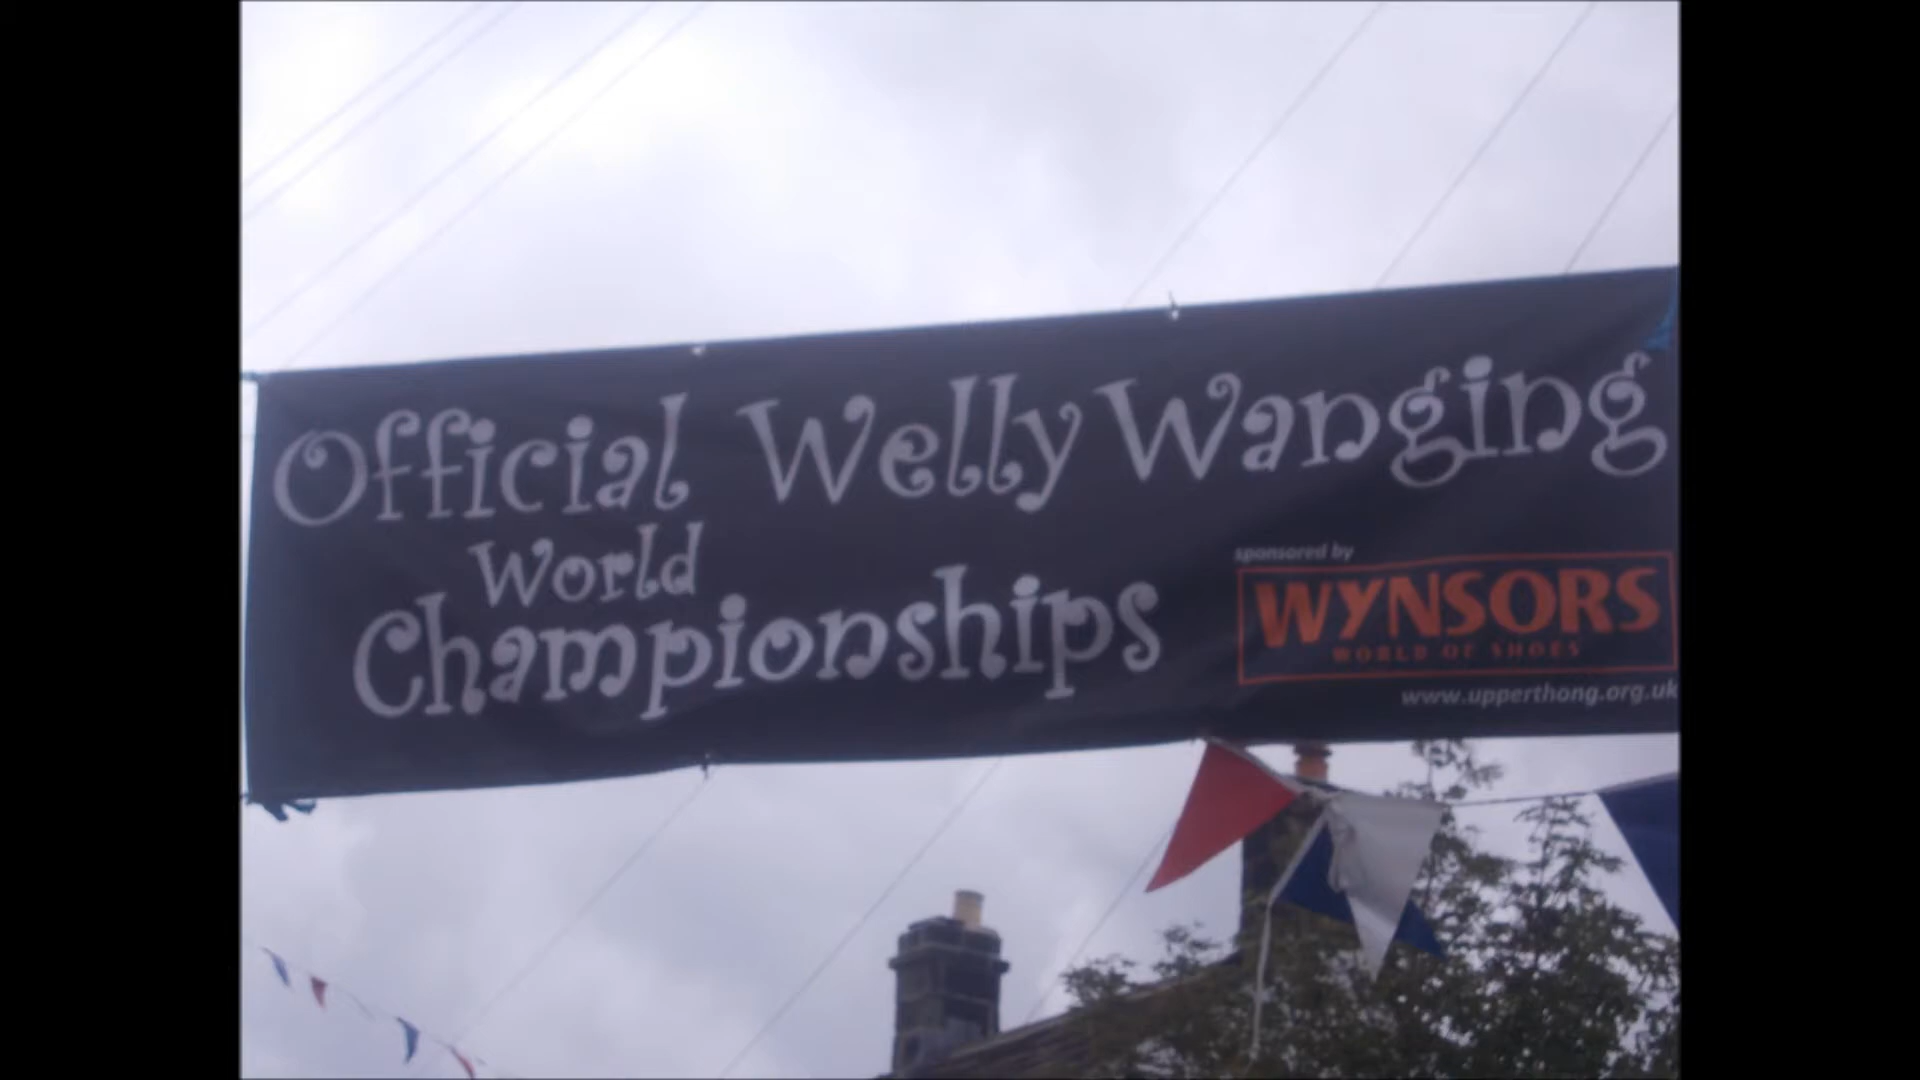 Official Welly Wanging
World
Championships
sponsored by
WYNSORS
WORLD OF SHOES
www.upperthong.org.uk